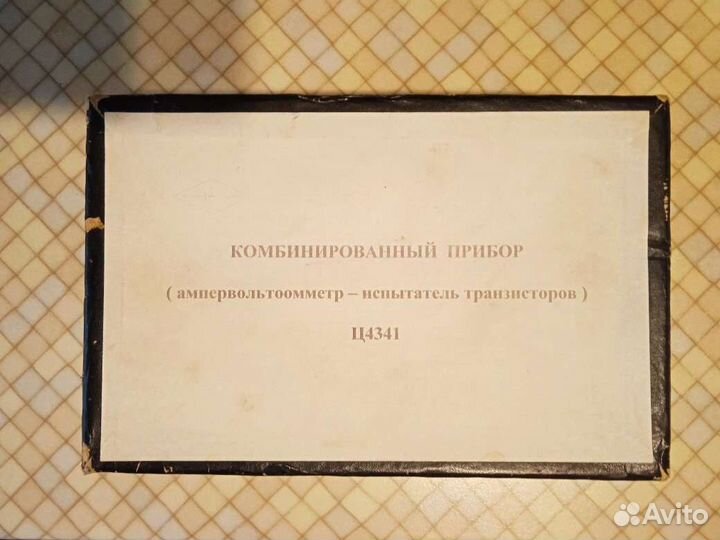 КОМБИНИРОВАННЫЙ ПРИБОР
( ампервольтоомметр – испытатель транзисторов )
Ц4341
Avito